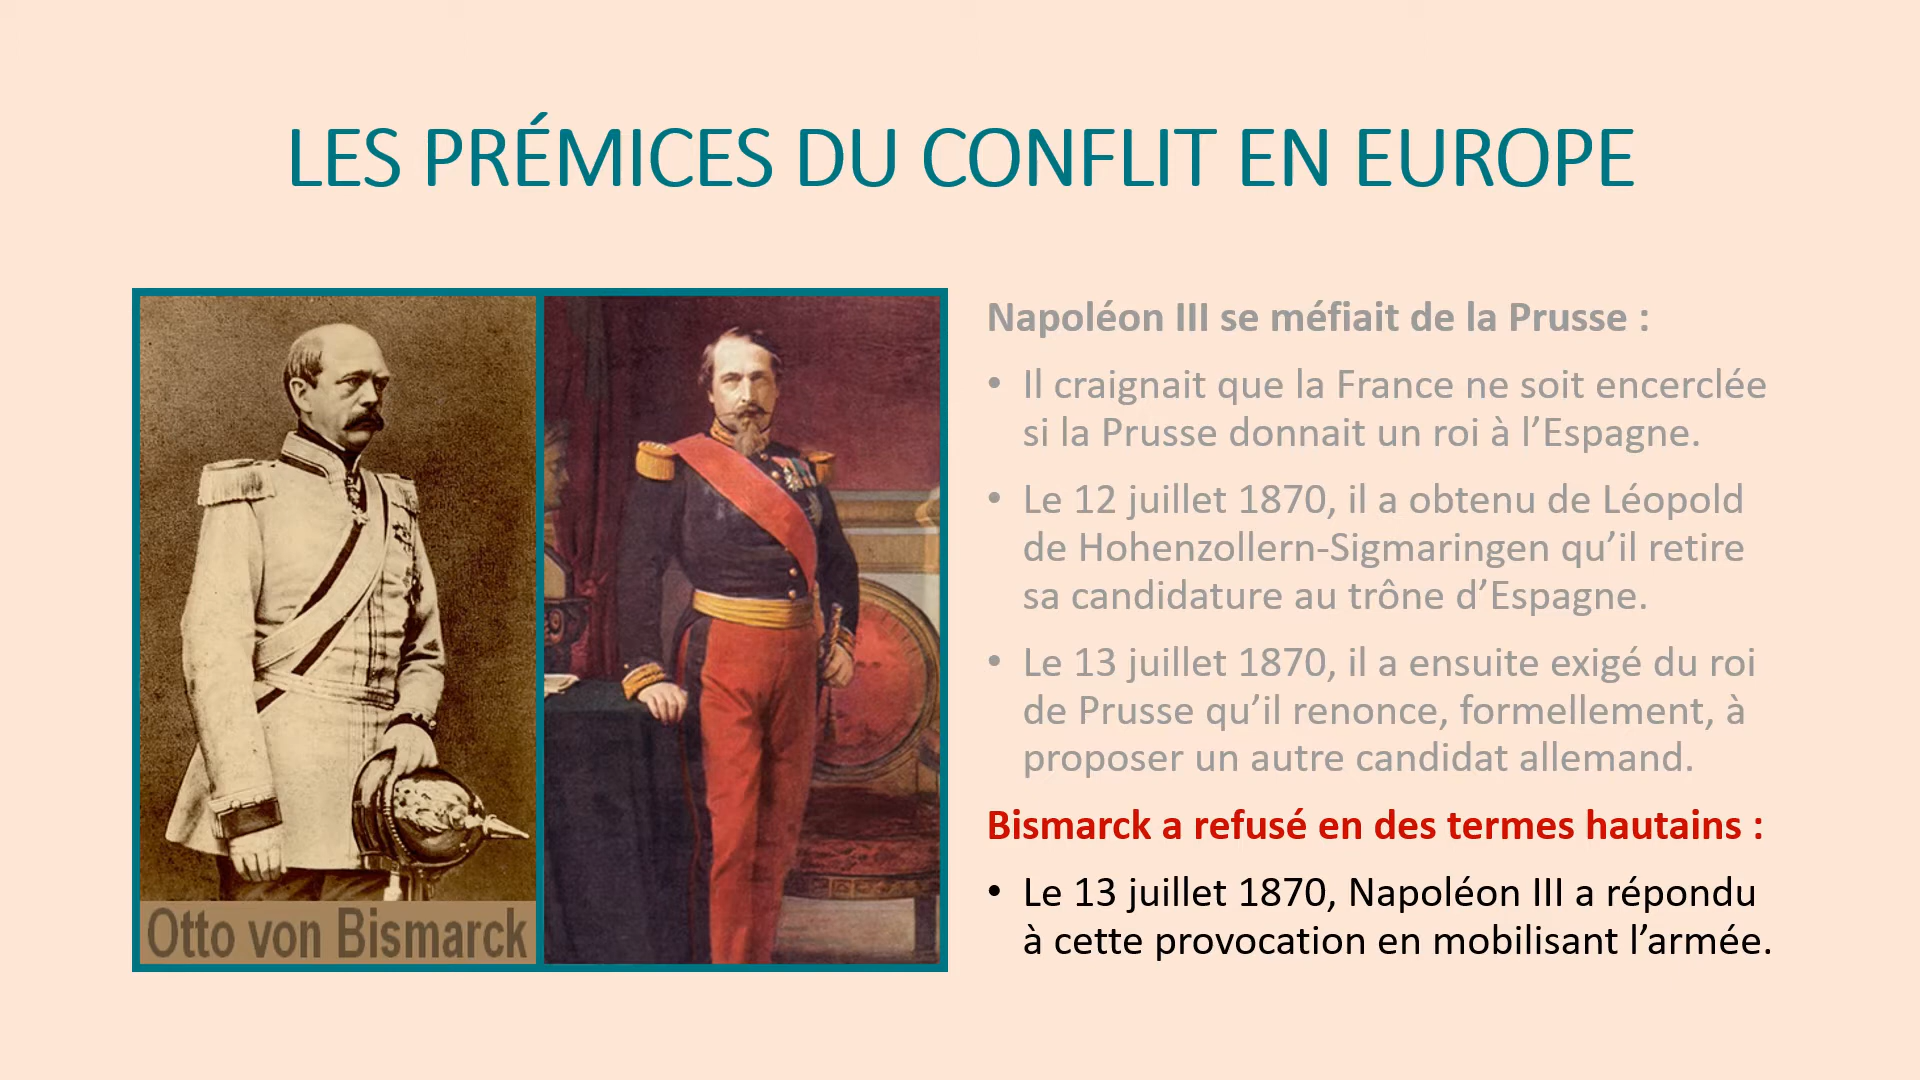 LES PRÉMICES DU CONFLIT EN EUROPE
Otto von Bismarck
Napoléon III se méfiait de la Prusse :
• Il craignait que la France ne soit encerclée
si la Prusse donnait un roi à l’Espagne.
• Le 12 juillet 1870, il a obtenu de Léopold
de Hohenzollern-Sigmaringen qu’il retire
sa candidature au trône d’Espagne.
• Le 13 juillet 1870, il a ensuite exigé du roi
de Prusse qu’il renonce, formellement, à
proposer un autre candidat allemand.
Bismarck a refusé en des termes hautains :
• Le 13 juillet 1870, Napoléon III a répondu
à cette provocation en mobilisant l’armée.